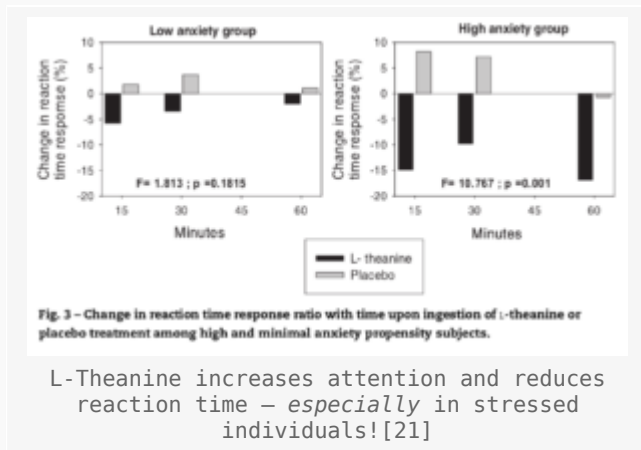 Low anxiety group
High anxiety group
Change in reaction
time respomse (%)
10
5
0
-5
-10
-15
-20
F= 1.813 ; p =0.1815
15
30
45
60
Minutes
Change in reaction
time respomse (%)
10
5
0
-5
-10
-15
-20
F= 10.767 ; p =0.001
15
30
45
60
Minutes
L- theanine
Placebo
Fig. 3 – Change in reaction time response ratio with time upon ingestion of L-theanine or
placebo treatment among high and minimal anxiety propensity subjects.
L-Theanine increases attention and reduces
reaction time — especially in stressed
individuals![21]